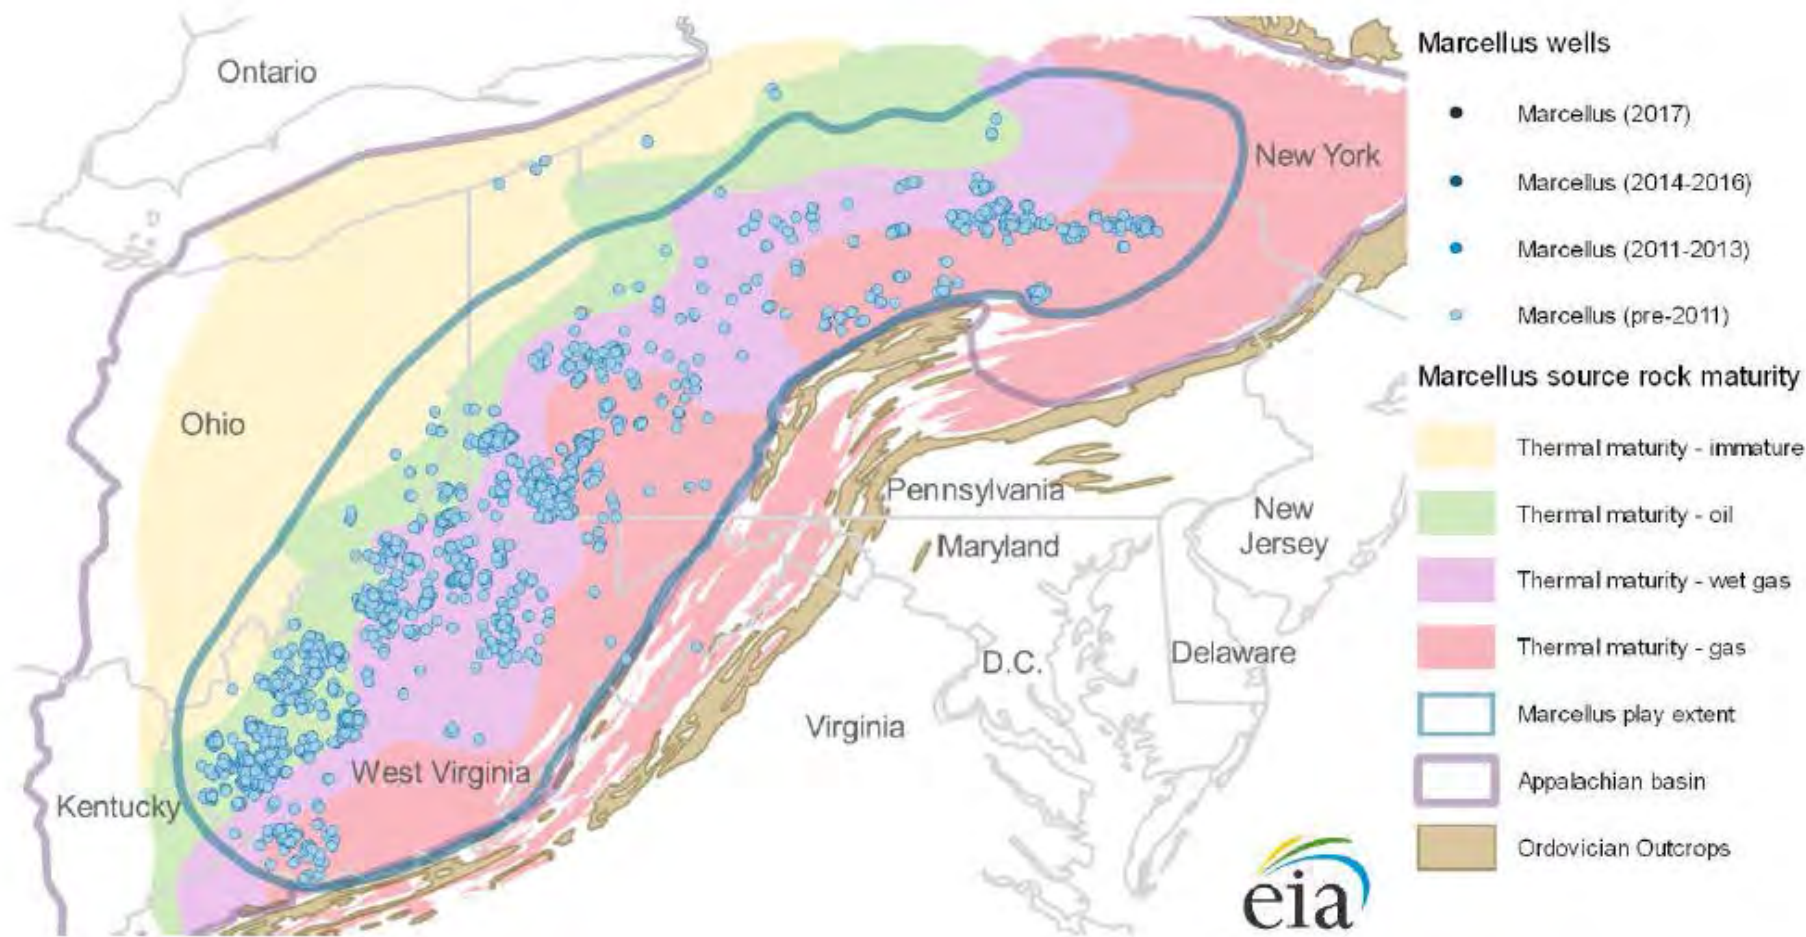 Ontario
New York
Ohio
Pennsylvania
Maryland
New
Jersey
D.C.
Delaware
Virginia
West Virginia
Kentucky
eia
Marcellus wells
Marcellus (2017)
Marcellus (2014-2016)
Marcellus (2011-2013)
Marcellus (pre-2011)
Marcellus source rock maturity
Thermal maturity - immature
Thermal maturity - oil
Thermal maturity - wet gas
Thermal maturity - gas
Marcellus play extent
Appalachian basin
Ordovician Outcrops